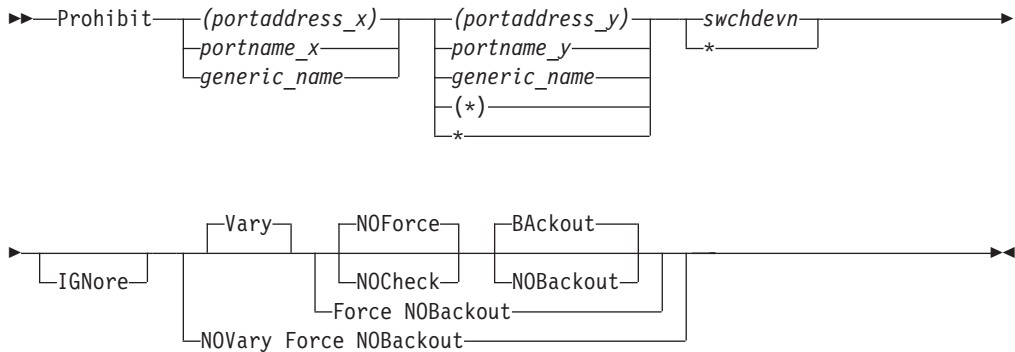 Prohibit (portaddress_x) (portaddress_y) swchdevn
portname_x portname_y *
generic_name generic_name
(*)
*
Vary NOForce BAckout
IGNore NOCheck NOBackout
Force NOBackout
NOVary Force NOBackout